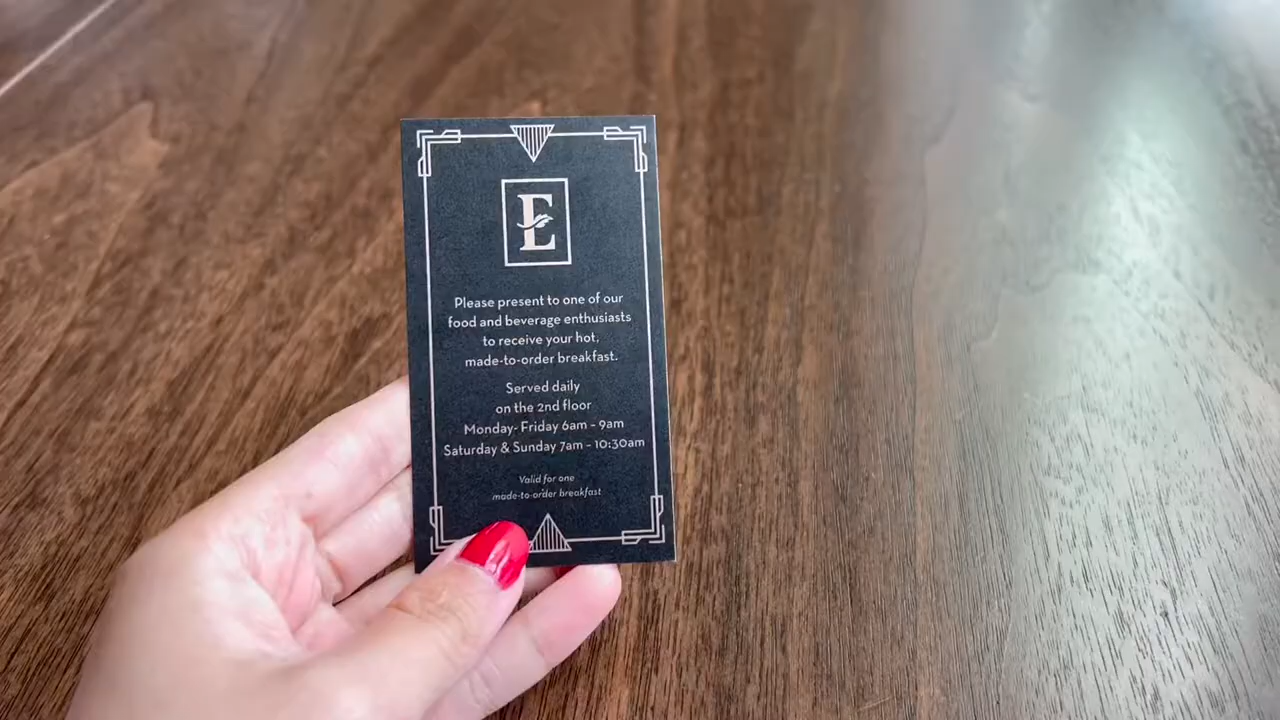 E
Please present to one of our
food and beverage enthusiasts
to receive your hot,
made-to-order breakfast.
Served daily
on the 2nd floor
Monday- Friday 6am - 9am
Saturday & Sunday 7am - 10:30am
Valid for one
made-to-order breakfast